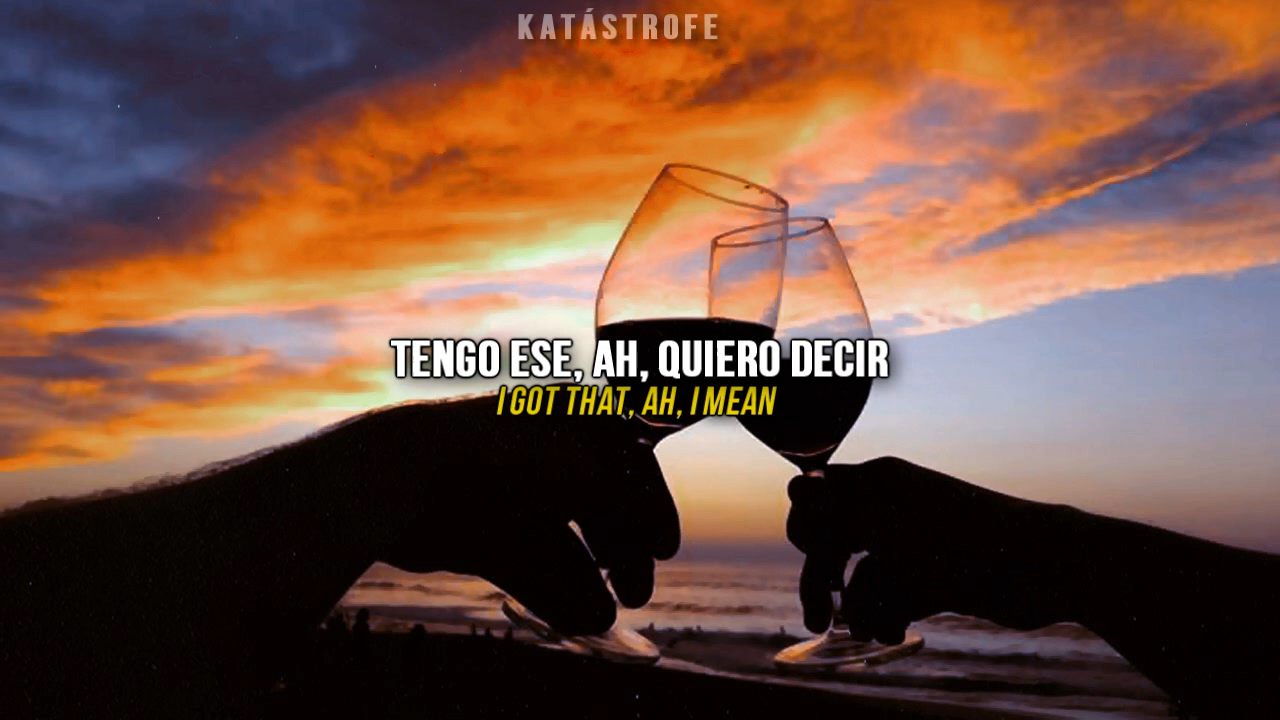 KATÁSTROFE
TENGO ESE, AH, QUIERO DECIR
I GOT THAT, AH, I MEAN